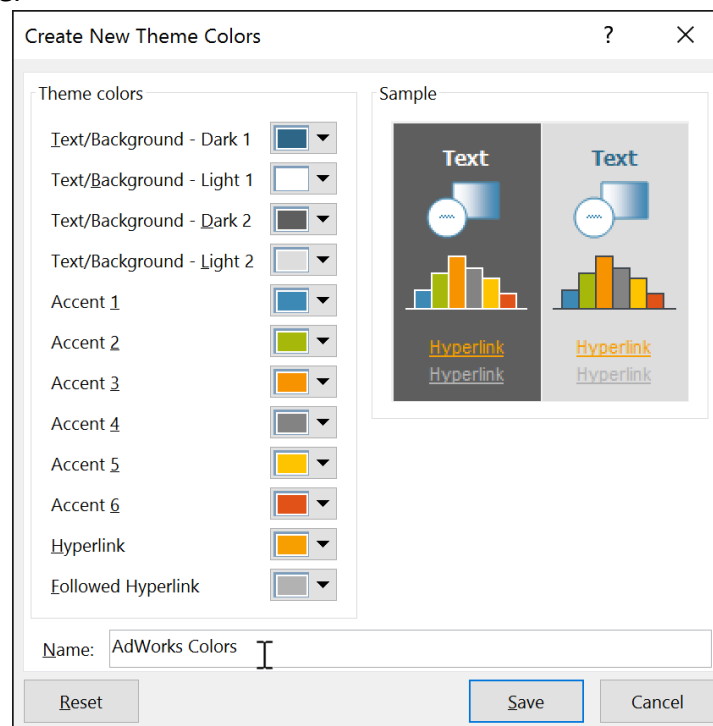 Create New Theme Colors ?
Theme colors
Text/Background - Dark 1
Text/Background - Light 1
Text/Background - Dark 2
Text/Background - Light 2
Accent 1
Accent 2
Accent 3
Accent 4
Accent 5
Accent 6
Hyperlink
Followed Hyperlink
Sample
Text Text
Hyperlink Hyperlink
Hyperlink Hyperlink
Name: AdWorks Colors
Reset Save Cancel